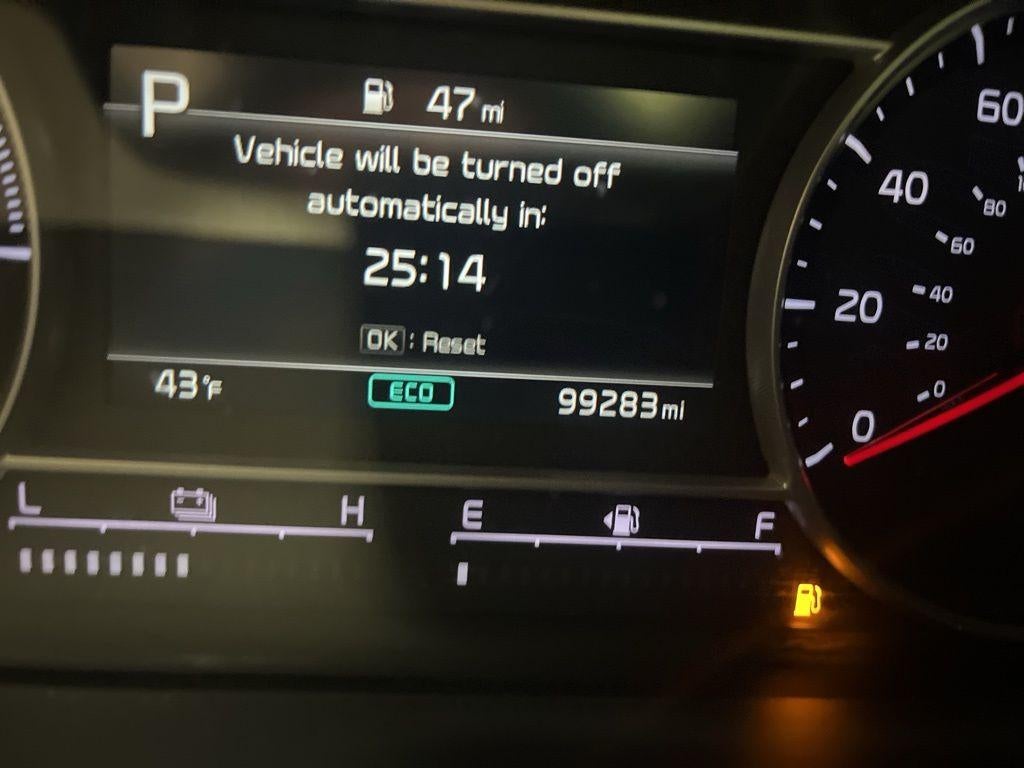 P
47 mi
Vehicle will be turned off
automatically in:
25:14
OK : Reset
43°F
ECO
99283 mi
L H
E F
60
40
20
0
80
60
40
20
0